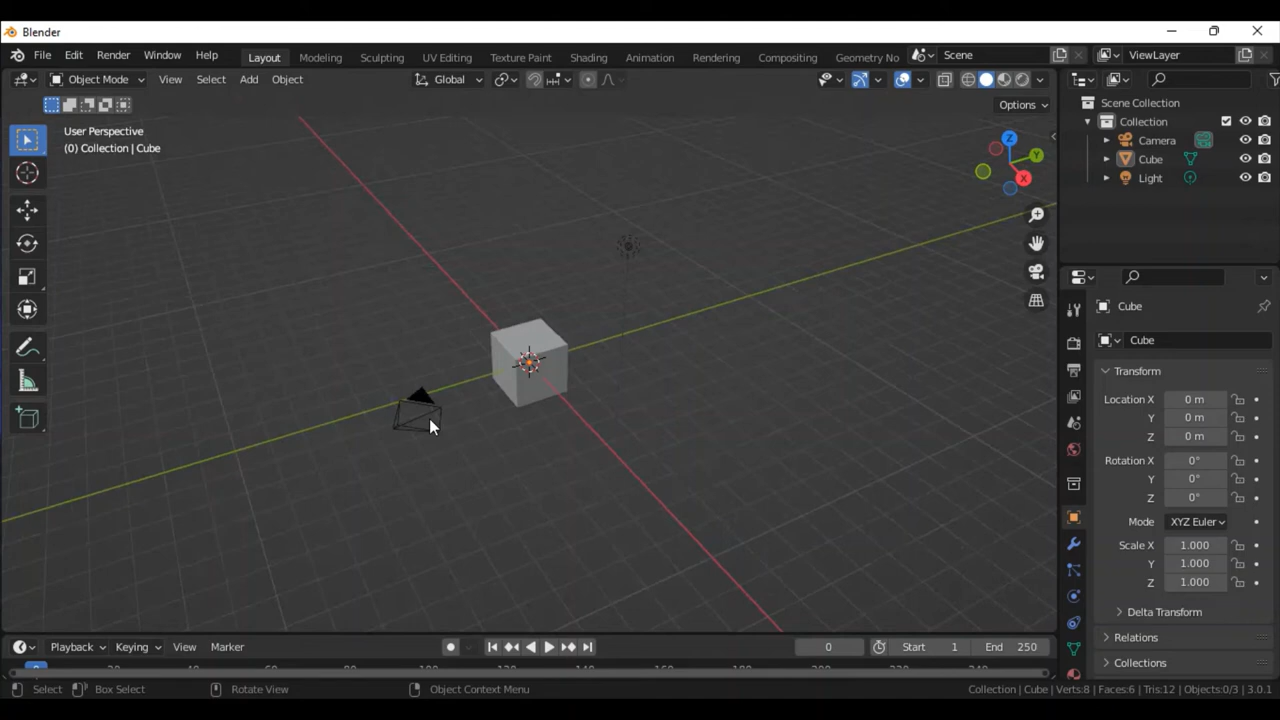 Blender
File Edit Render Window Help Layout Modeling Sculpting UV Editing Texture Paint Shading Animation Rendering Compositing Geometry No Scene ViewLayer
Object Mode View Select Add Object Global
Options
User Perspective
(0) Collection | Cube
Z
Y
X
Scene Collection
Collection
Camera
Cube
Light
Cube
Cube
Transform
Location X 0 m
Y 0 m
Z 0 m
Rotation X 0°
Y 0°
Z 0°
Mode XYZ Euler
Scale X 1.000
Y 1.000
Z 1.000
Delta Transform
Relations
Collections
Playback Keying View Marker 0 Start 1 End 250
0
Select Box Select Rotate View Object Context Menu Collection | Cube | Verts:8 | Faces:6 | Tris:12 | Objects:0/3 | 3.0.1